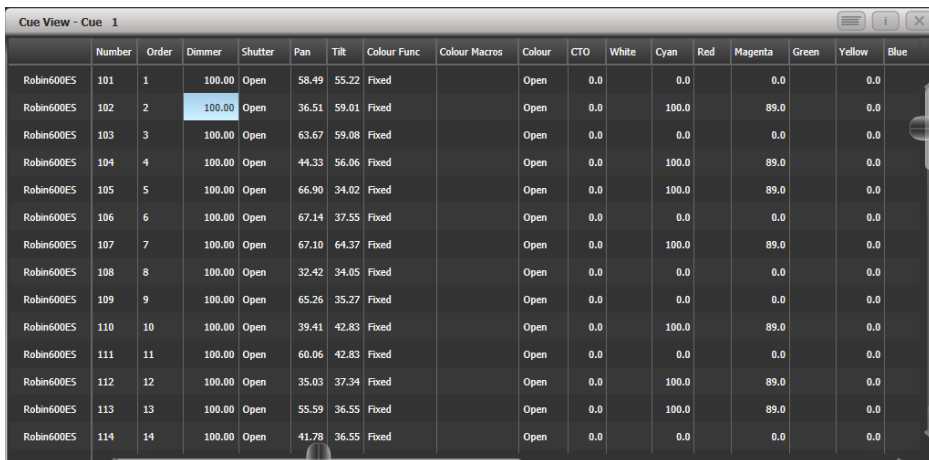 Cue View - Cue 1 i
Number Order Dimmer Shutter Pan Tilt Colour Func Colour Macros Colour CTO White Cyan Red Magenta Green Yellow Blue
Robin600ES 101 1 100.00 Open 58.49 55.22 Fixed Open 0.0 0.0 0.0 0.0
Robin600ES 102 2 100.00 Open 36.51 59.01 Fixed Open 0.0 100.0 89.0 0.0
Robin600ES 103 3 100.00 Open 63.67 59.08 Fixed Open 0.0 0.0 0.0 0.0
Robin600ES 104 4 100.00 Open 44.33 56.06 Fixed Open 0.0 100.0 89.0 0.0
Robin600ES 105 5 100.00 Open 66.90 34.02 Fixed Open 0.0 100.0 89.0 0.0
Robin600ES 106 6 100.00 Open 67.14 37.55 Fixed Open 0.0 0.0 0.0 0.0
Robin600ES 107 7 100.00 Open 67.10 64.37 Fixed Open 0.0 100.0 89.0 0.0
Robin600ES 108 8 100.00 Open 32.42 34.05 Fixed Open 0.0 0.0 0.0 0.0
Robin600ES 109 9 100.00 Open 65.26 35.27 Fixed Open 0.0 0.0 0.0 0.0
Robin600ES 110 10 100.00 Open 39.41 42.83 Fixed Open 0.0 100.0 89.0 0.0
Robin600ES 111 11 100.00 Open 60.06 42.83 Fixed Open 0.0 0.0 0.0 0.0
Robin600ES 112 12 100.00 Open 35.03 37.34 Fixed Open 0.0 100.0 89.0 0.0
Robin600ES 113 13 100.00 Open 55.59 36.55 Fixed Open 0.0 100.0 89.0 0.0
Robin600ES 114 14 100.00 Open 41.78 36.55 Fixed Open 0.0 0.0 0.0 0.0